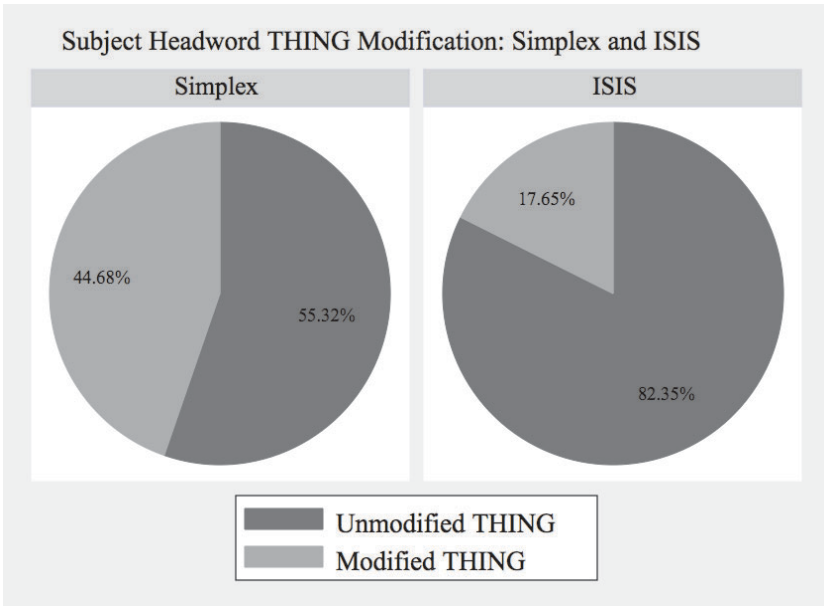 Subject Headword THING Modification: Simplex and ISIS
Simplex
ISIS
44.68%
55.32%
17.65%
82.35%
Unmodified THING
Modified THING